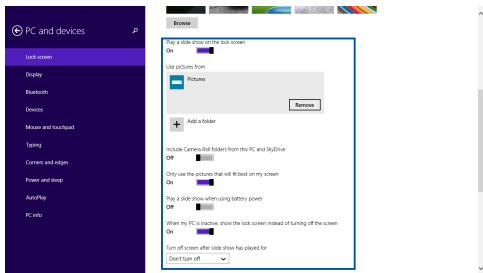 PC and devices
Lock screen
Display
Bluetooth
Devices
Mouse and touchpad
Typing
Corners and edges
Power and sleep
AutoPlay
PC info
Browse
Play a slide show on the lock screen
On
Use pictures from
Pictures
Remove
Add a folder
Include Camera Roll folders from this PC and SkyDrive
Off
Only use the pictures that will fit best on my screen
On
Play a slide show when using battery power
Off
When my PC is inactive, show the lock screen instead of turning off the screen
On
Turn off screen after slide show has played for
Don't turn off